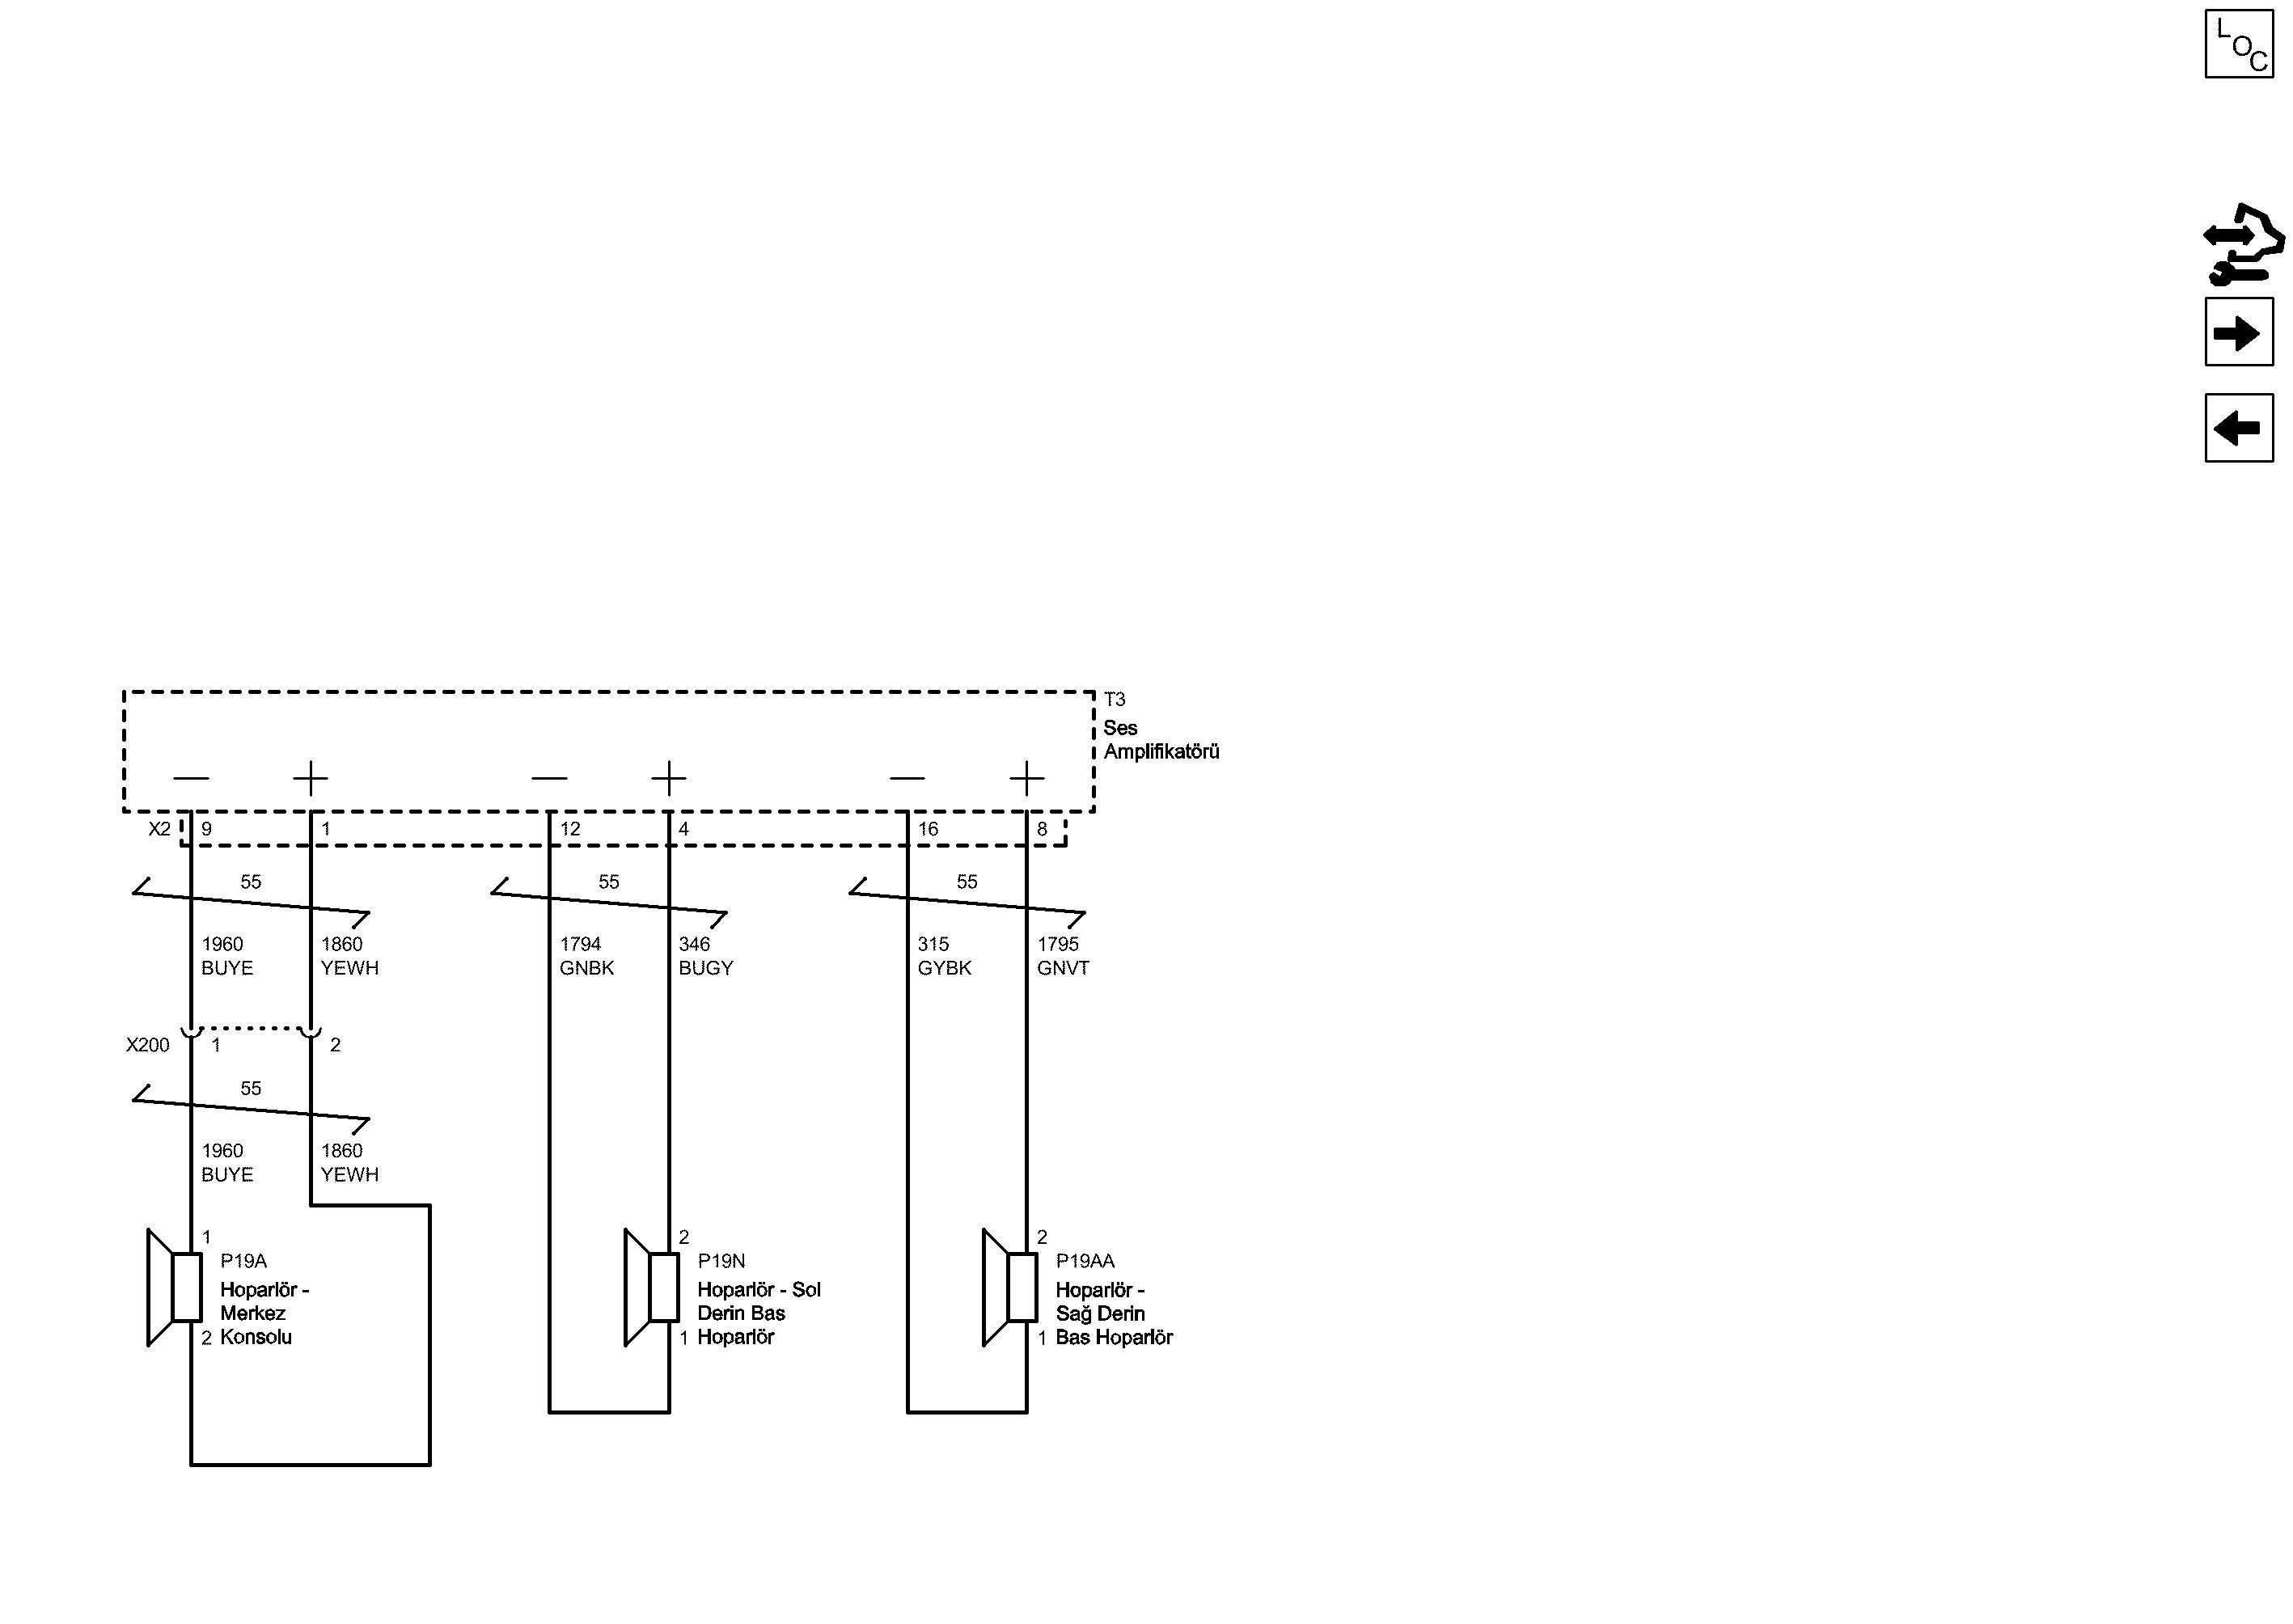 LOC
T3
Ses
Amplifikatörü
X2 9 1 12 4 16 8
55 55 55
1960 1860 1794 346 315 1795
BUYE YEWH GNBK BUGY GYBK GNVT
X200 1 2
55
1960 1860
BUYE YEWH
1 2 2
P19A P19N P19AA
Hoparlör - Hoparlör - Sol Hoparlör -
Merkez Derin Bas Sağ Derin
2 Konsolu 1 Hoparlör 1 Bas Hoparlör